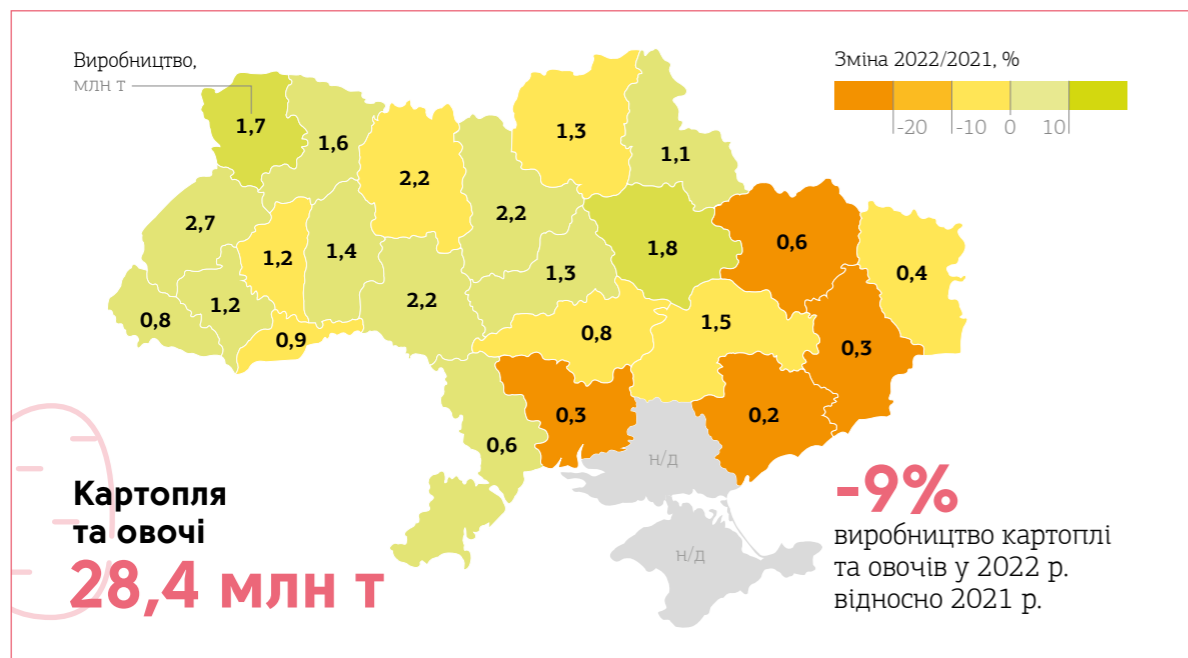 Виробництво,
млн т
Зміна 2022/2021, %
-20 -10 0 10
1,7
1,6
2,2
1,3
1,1
2,7
1,2
1,4
2,2
1,8
0,6
0,4
1,3
0,8
1,2
0,9
2,2
0,8
1,5
0,3
0,6
0,3
0,2
н/д
н/д
Картопля
та овочі
28,4 млн т
-9%
виробництво картоплі
та овочів у 2022 р.
відносно 2021 р.